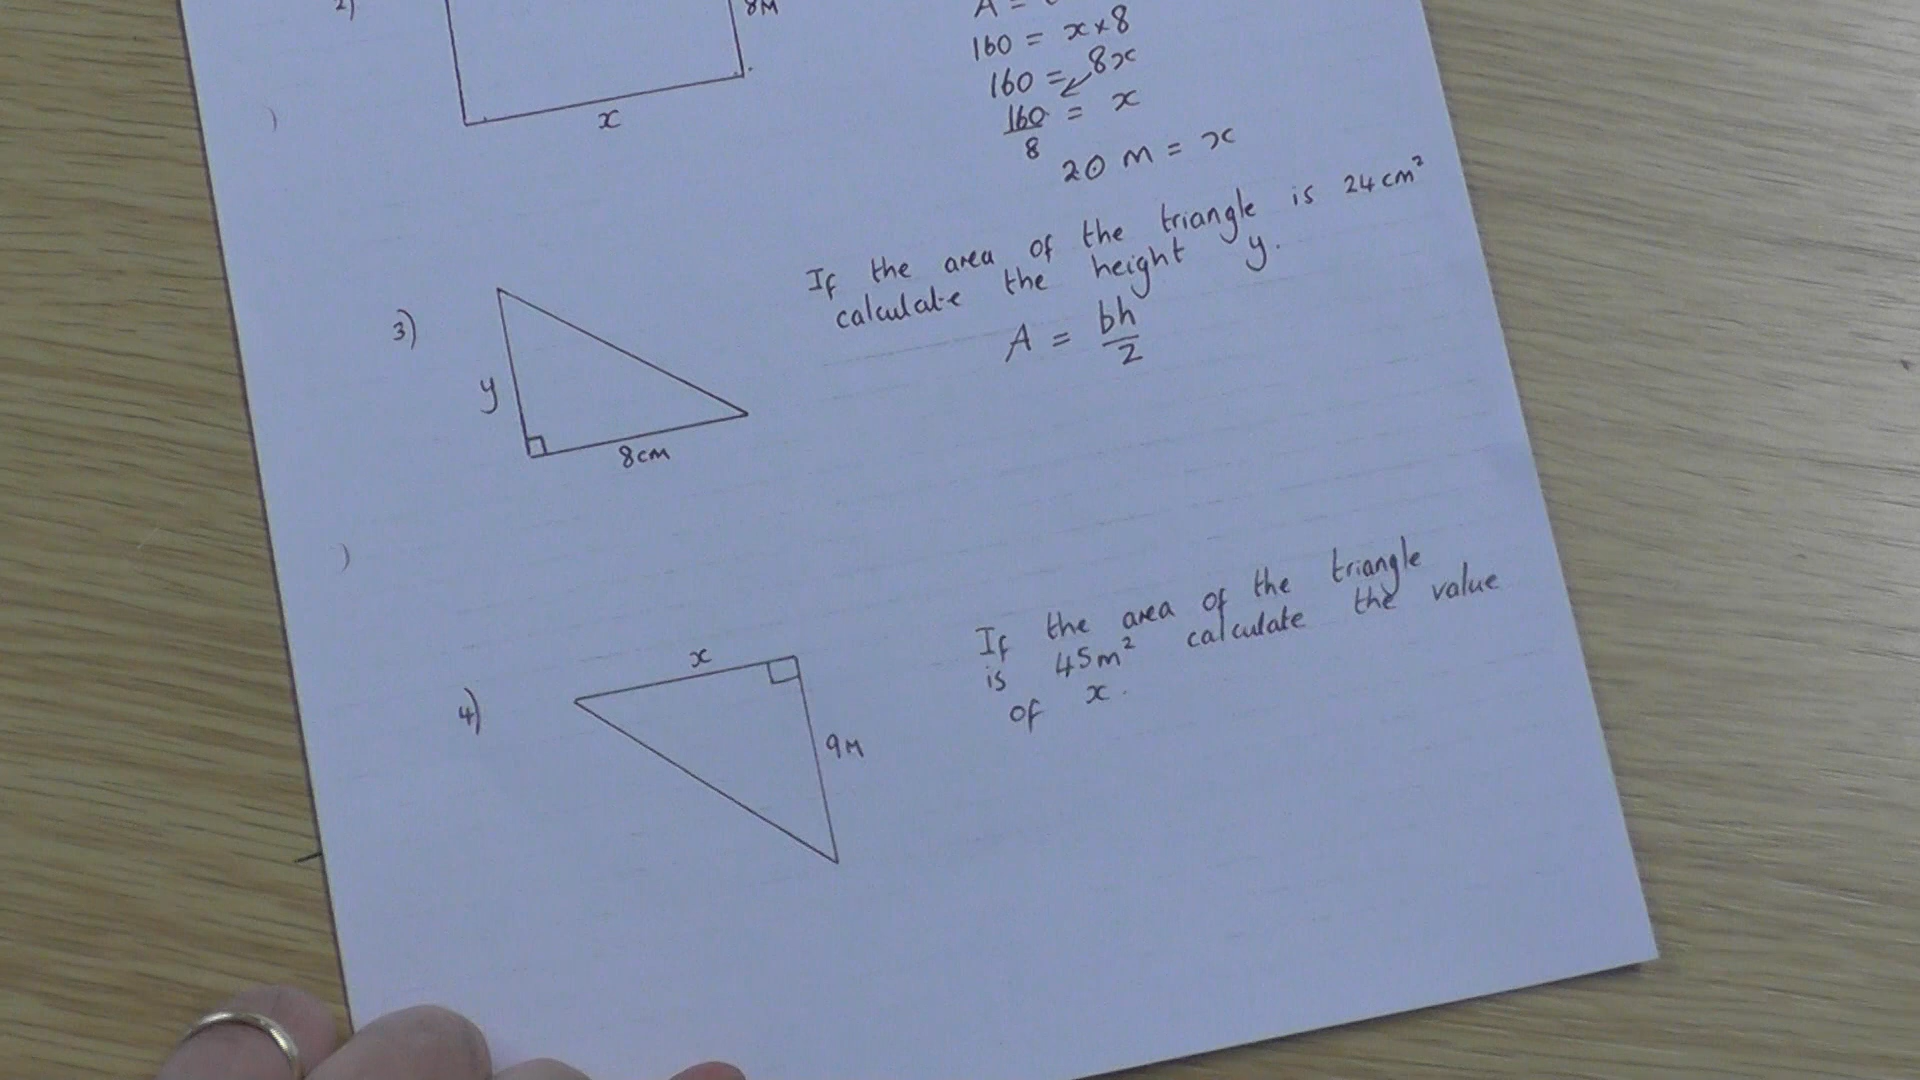 2)
8M
x
A =
160 = x × 8
160 = 8x
160/8 = x
20 m = x
3)
If the area of the triangle is 24cm²
calculate the height y.
A = bh/2
y
8cm
4)
If the area of the triangle
is 45m² calculate the value
of x.
x
9M